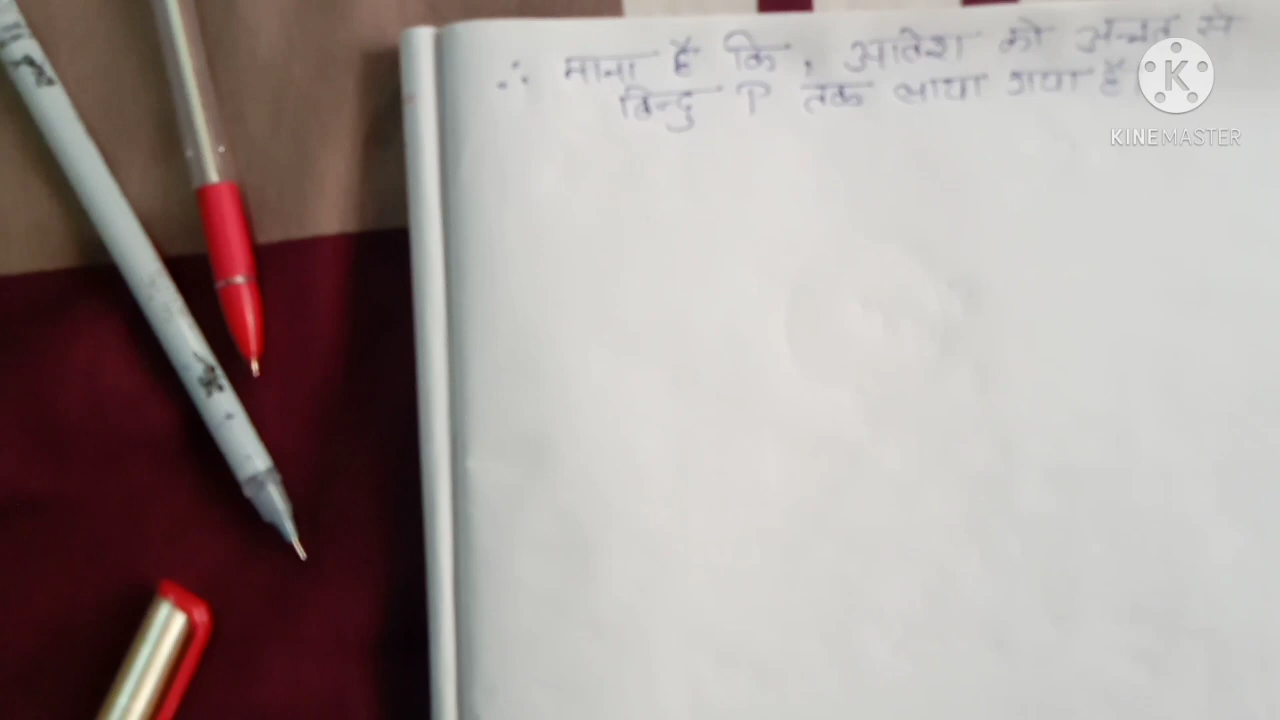 ∴ माना है कि, आवेश को अनन्त से
बिन्दु P तक लाया गया है
K
KINEMASTER